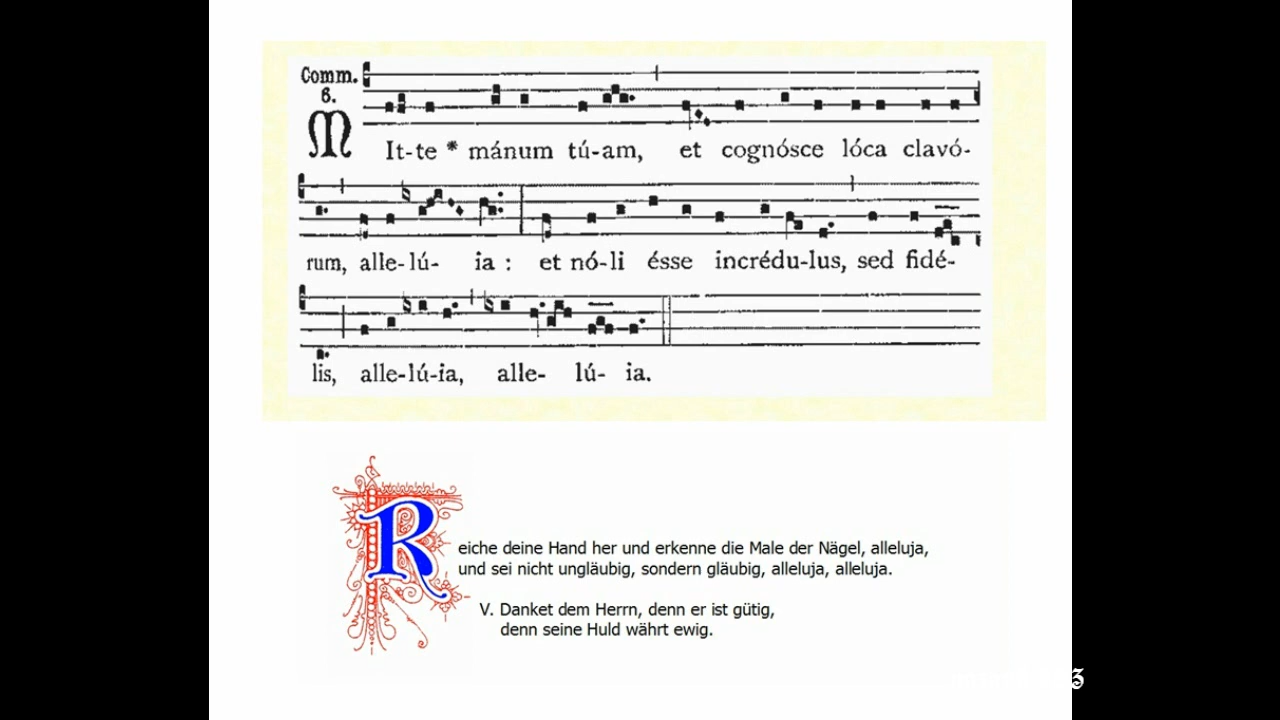 Comm.
6.
MIt-te * mánum tú-am, et cognósce lóca clavó-
rum, alle-lú- ia : et nó-li ésse incrédu-lus, sed fidé-
lis, alle-lú-ia, alle- lú- ia.
Reiche deine Hand her und erkenne die Male der Nägel, alleluja,
und sei nicht ungläubig, sondern gläubig, alleluja, alleluja.
V. Danket dem Herrn, denn er ist gütig,
denn seine Huld währt ewig.